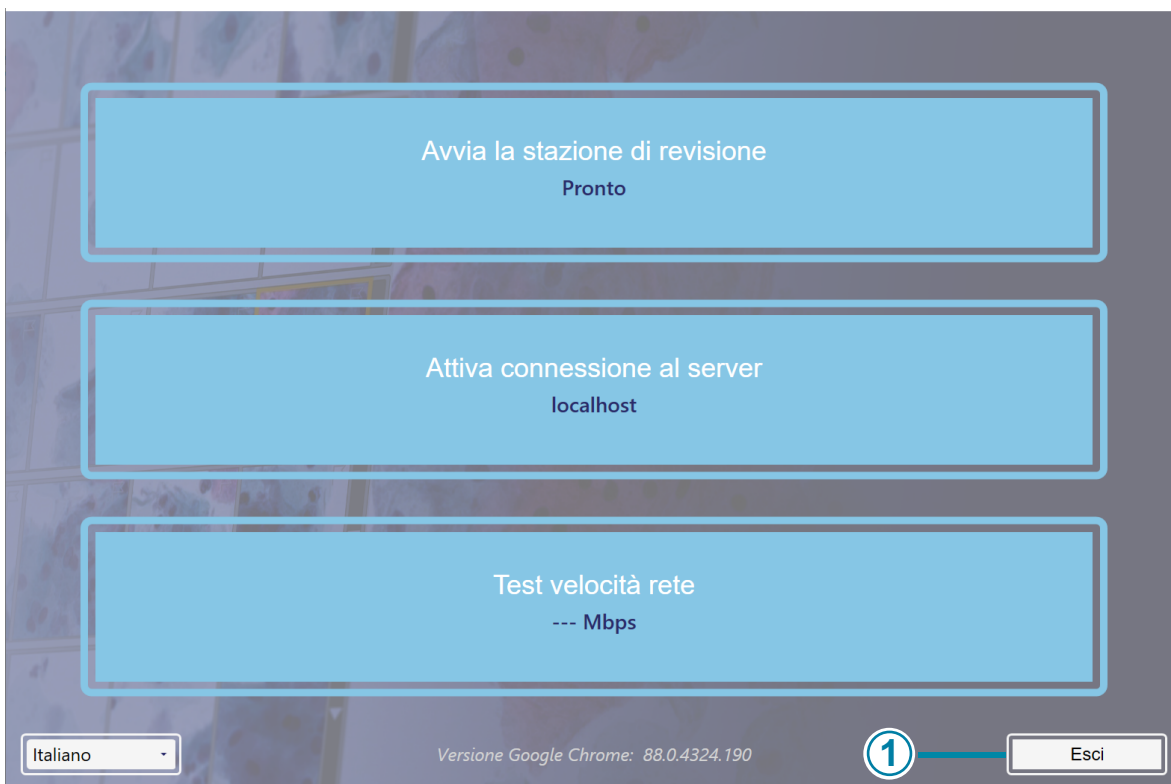 Avvia la stazione di revisione
Pronto
Attiva connessione al server
localhost
Test velocità rete
--- Mbps
Italiano
Versione Google Chrome: 88.0.4324.190
1
Esci